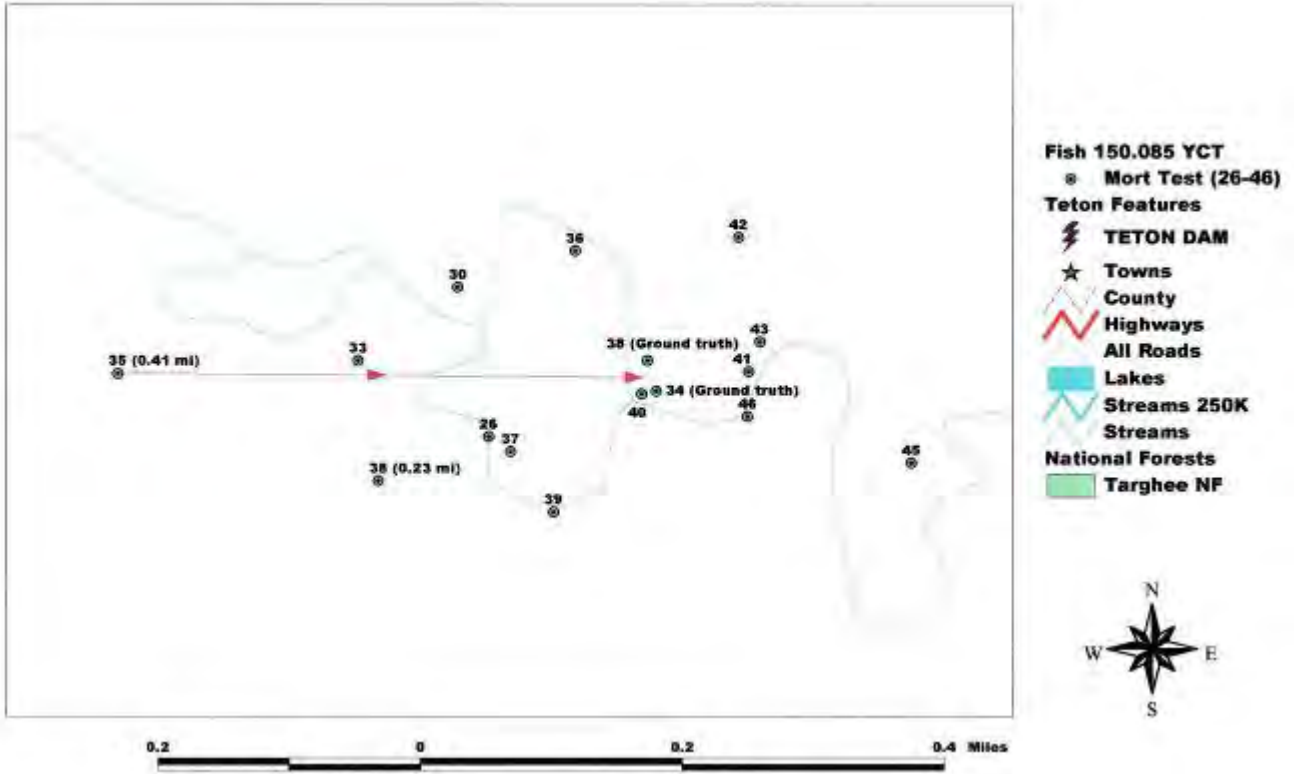 42
36
30
43
38 (Ground truth)
33
35 (0.41 mi)
41
34 (Ground truth)
40
46
26
37
45
38 (0.23 mi)
39
Fish 150.085 YCT
Mort Test (26-46)
Teton Features
TETON DAM
Towns
County
Highways
All Roads
Lakes
Streams 250K
Streams
National Forests
Targhee NF
N
W E
S
0.2 0 0.2 0.4 Miles